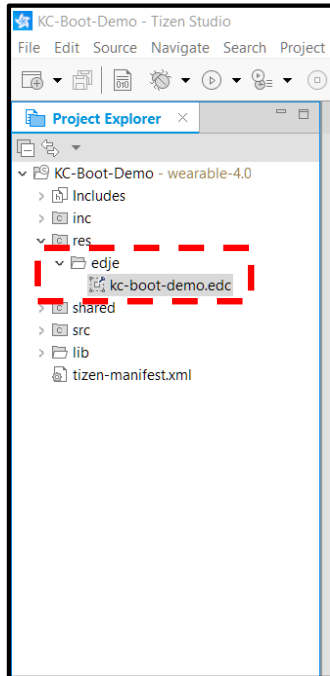 KC-Boot-Demo - Tizen Studio
File Edit Source Navigate Search Project
010
Project Explorer
KC-Boot-Demo - wearable-4.0
Includes
inc
res
edje
kc-boot-demo.edc
shared
src
lib
tizen-manifest.xml